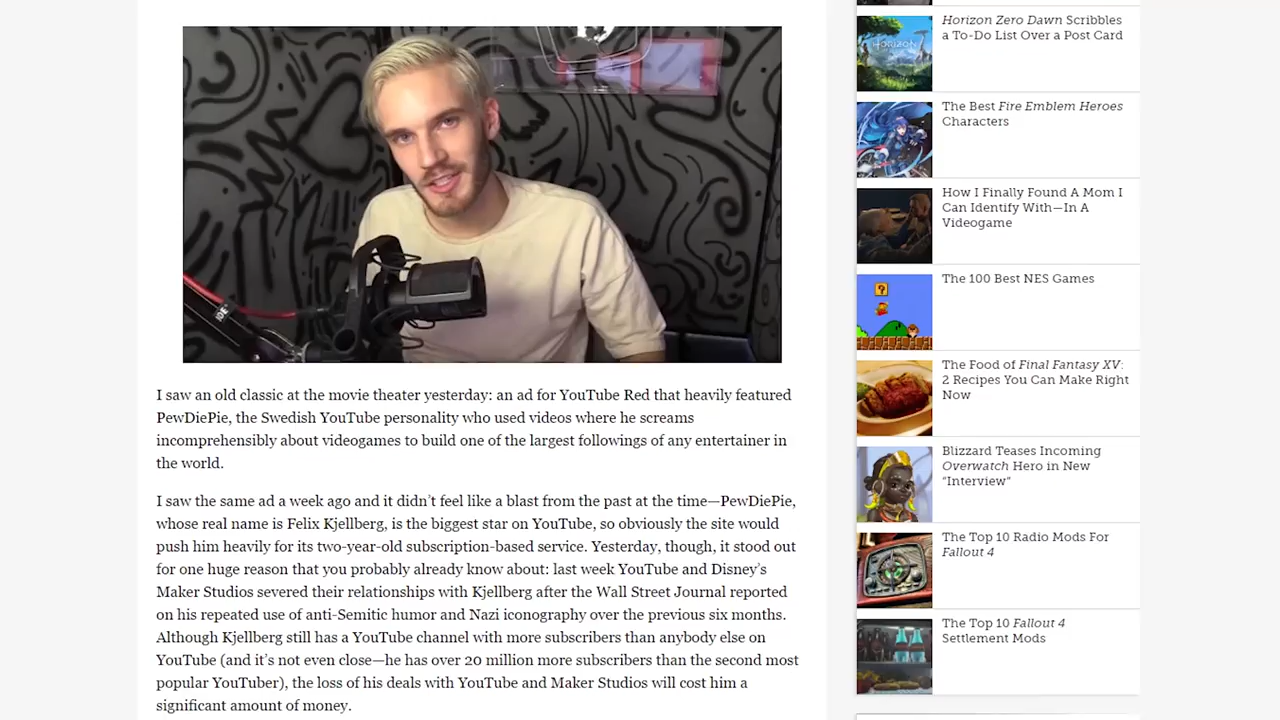 saw an old classic at the movie theater yesterday: an ad for YouTube Red that heavily featured
PewDiePie, the Swedish YouTube personality who used videos where he screams
incomprehensibly about videogames to build one of the largest followings of any entertainer in
the world.
I saw the same ad a week ago and it didn't feel like a blast from the past at the time—PewDiePie,
whose real name is Felix Kjellberg, is the biggest star on YouTube, so obviously the site would
heavily for its two-year-old subscription-based service. Yesterday, though, it stood out
for one huge reason that you probably already know about: last week YouTube and Disney's
Maker Studios severed their relationships with Kjellberg after the Wall Street Journal reported
repeated use of anti-Semitic humor and Nazi iconography over the previous six months.
Although Kjellberg still has a YouTube channel with more subscribers than anybody else on
and it's not even close—he has over 20 million more subscribers than the second most
Tuber), the loss of his deals with YouTube and Maker Studios will cost him a
amount of money.
Horizon Zero Dawn Scribbles
a To-Do List Over a Post Card
HORIZON
The Best Fire Emblem Heroes
Characters
How I Finally Found A Mom I
Can Identify With—In A
Videogame
The 100 Best NES Games
?
The Food of Final Fantasy XV:
2 Recipes You Can Make Right
Now
Blizzard Teases Incoming
Overwatch Hero in New
"Interview"
The Top 10 Radio Mods For
Fallout 4
The Top 10 Fallout 4
Settlement Mods